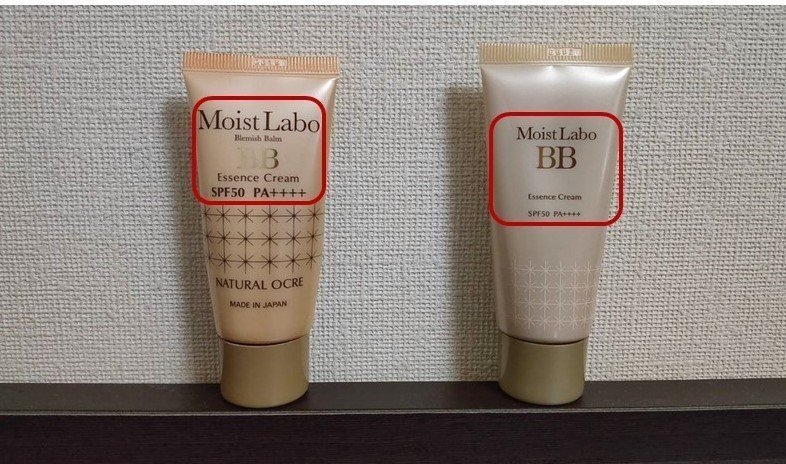 Moist Labo
Blemish Balm
BB
Essence Cream
SPF50 PA++++
NATURAL OCRE
MADE IN JAPAN
Moist Labo
BB
Essence Cream
SPF50 PA++++